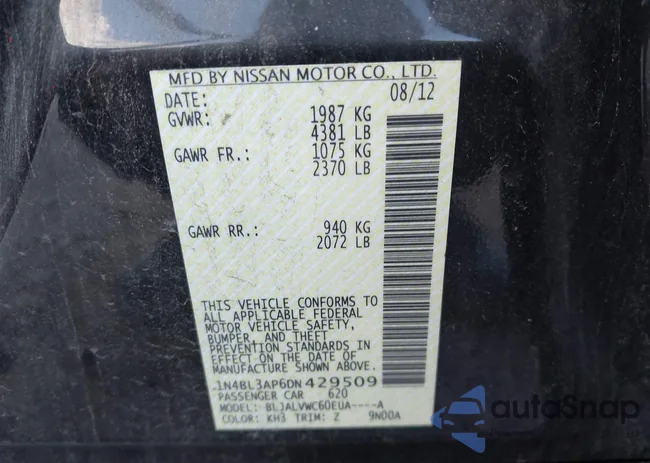 MFD BY NISSAN MOTOR CO., LTD.
DATE: 08/12
GVWR: 1987 KG
4381 LB
GAWR FR.: 1075 KG
2370 LB
GAWR RR.: 940 KG
2072 LB
THIS VEHICLE CONFORMS TO
ALL APPLICABLE FEDERAL
MOTOR VEHICLE SAFETY,
BUMPER, AND THEFT
PREVENTION STANDARDS
IN EFFECT ON THE DATE OF
MANUFACTURE SHOWN ABOVE.
1N4BL3AP6DN429509
PASSENGER CAR 620
MODEL: BLJALVWC60EUA----A
COLOR: KH3 TRIM: Z 9N00A
autoSnap